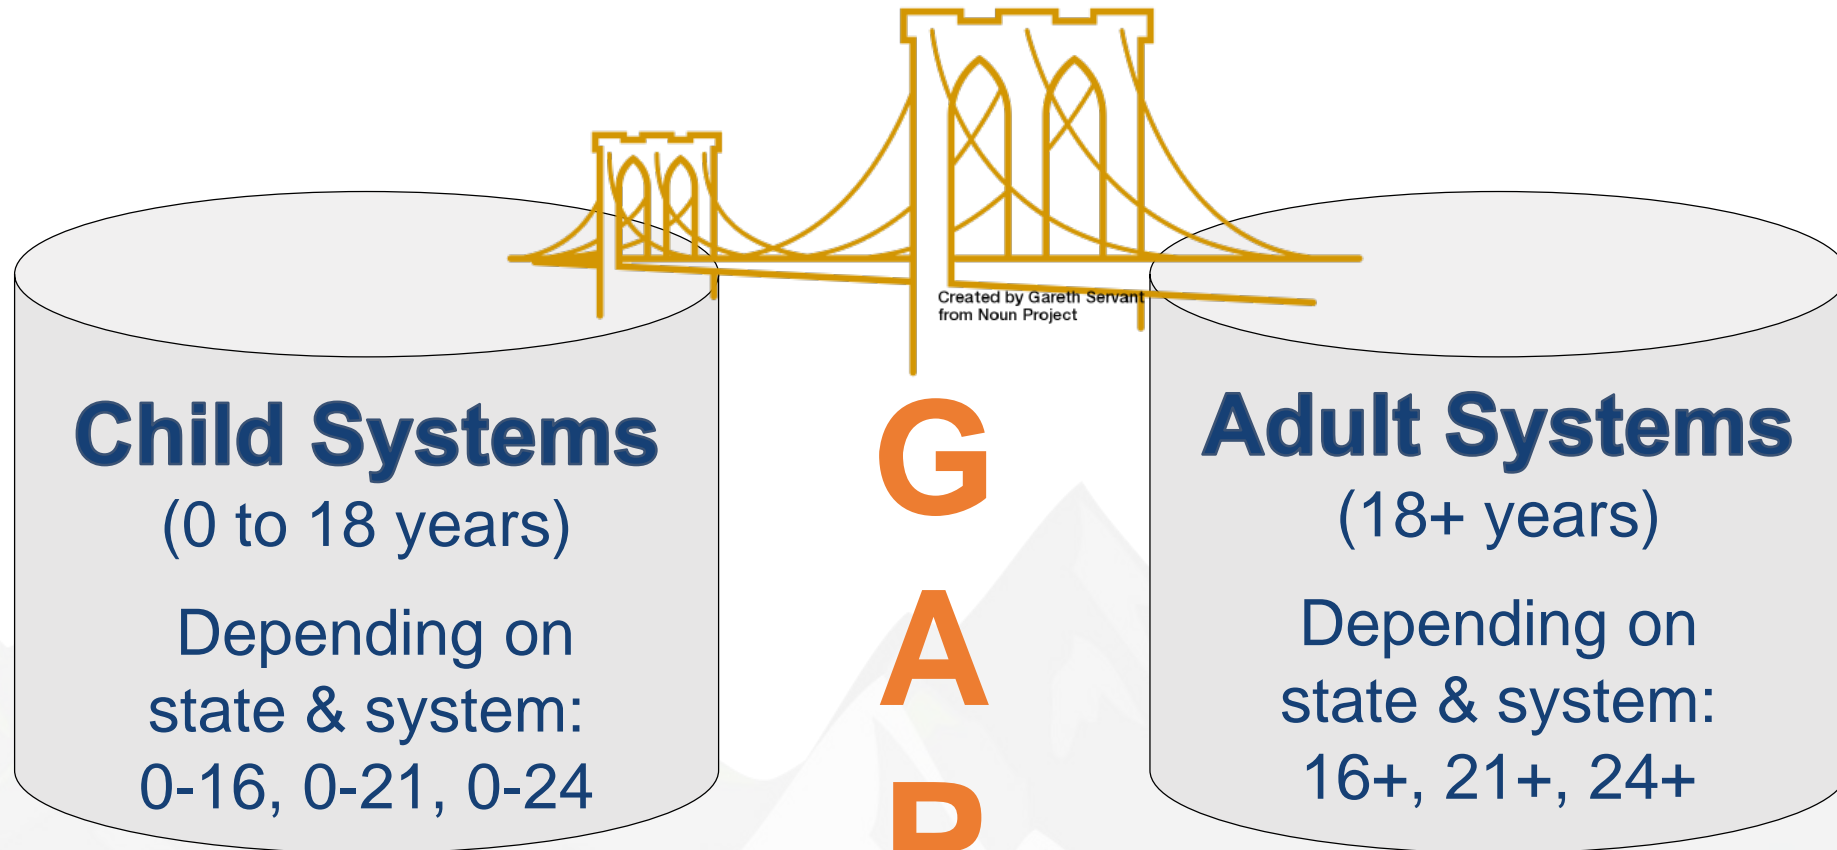 Created by Gareth Servant
from Noun Project
Child Systems
(0 to 18 years)
Depending on
state & system:
0-16, 0-21, 0-24
G
A
P
Adult Systems
(18+ years)
Depending on
state & system:
16+, 21+, 24+